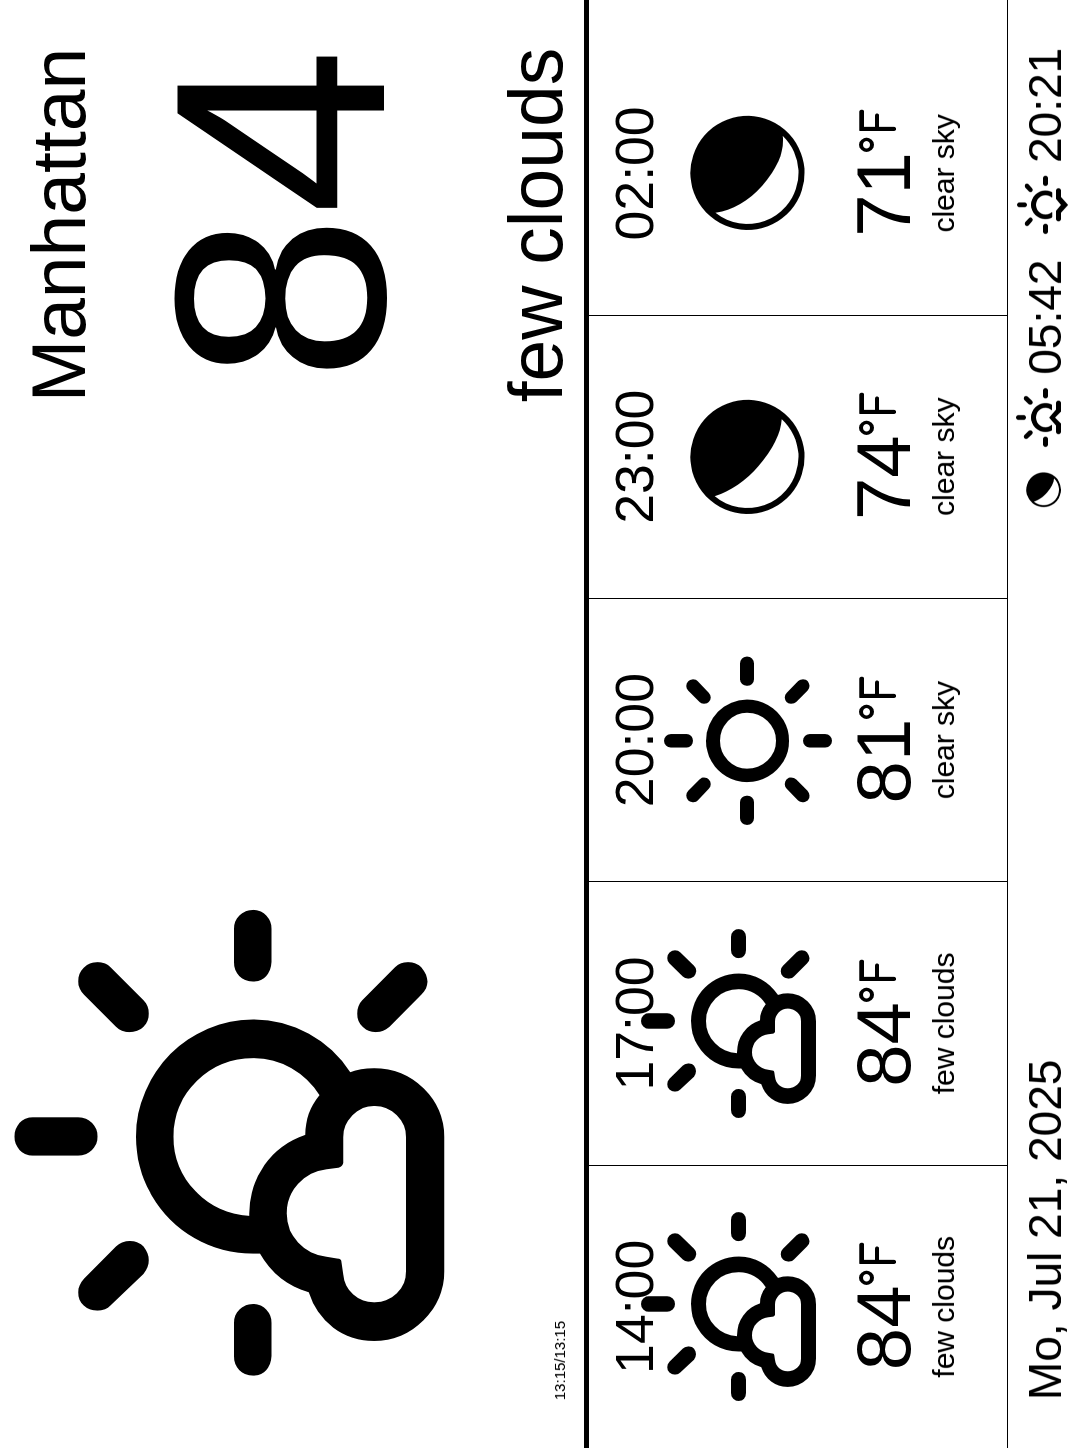 Manhattan
84
few clouds
13:15/13:15
14:00
84°F
few clouds
17:00
84°F
few clouds
20:00
81°F
clear sky
23:00
74°F
clear sky
02:00
71°F
clear sky
Mo, Jul 21, 2025
05:42 20:21